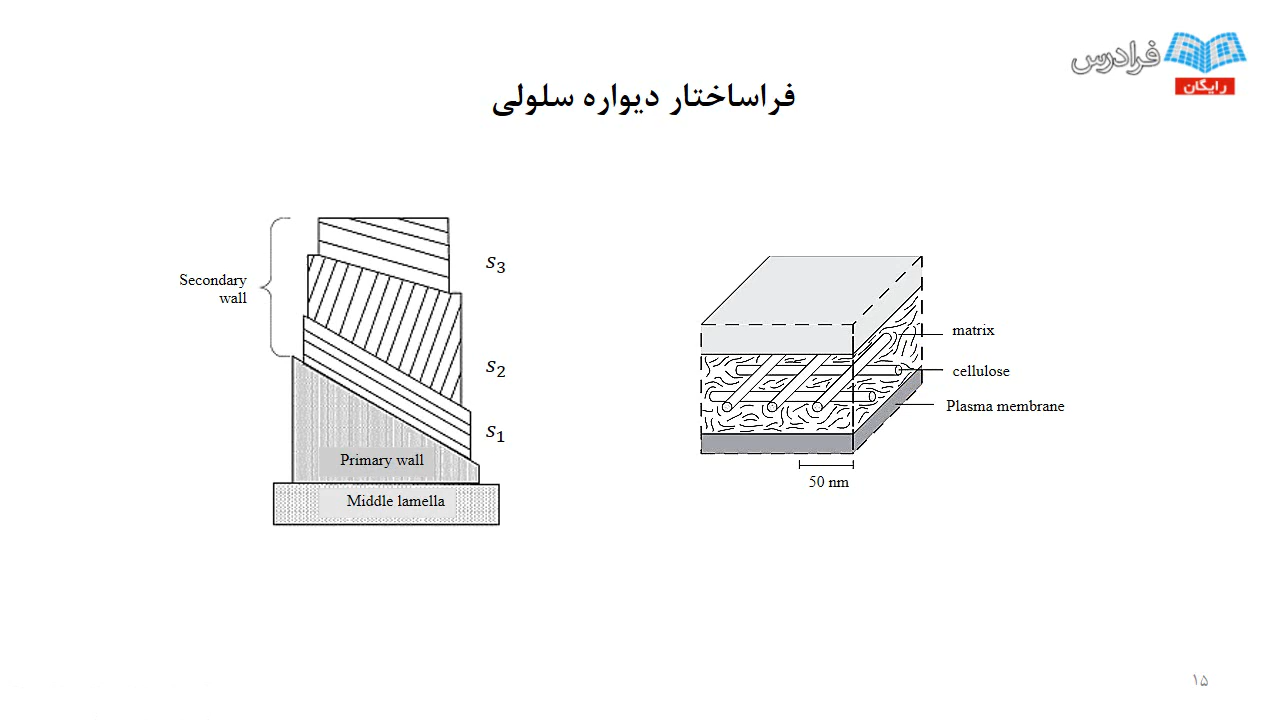 فرادرس
رایگان
فراساختار دیواره سلولی
Secondary
wall
S3
S2
S1
Primary wall
Middle lamella
matrix
cellulose
Plasma membrane
50 nm
۱۵